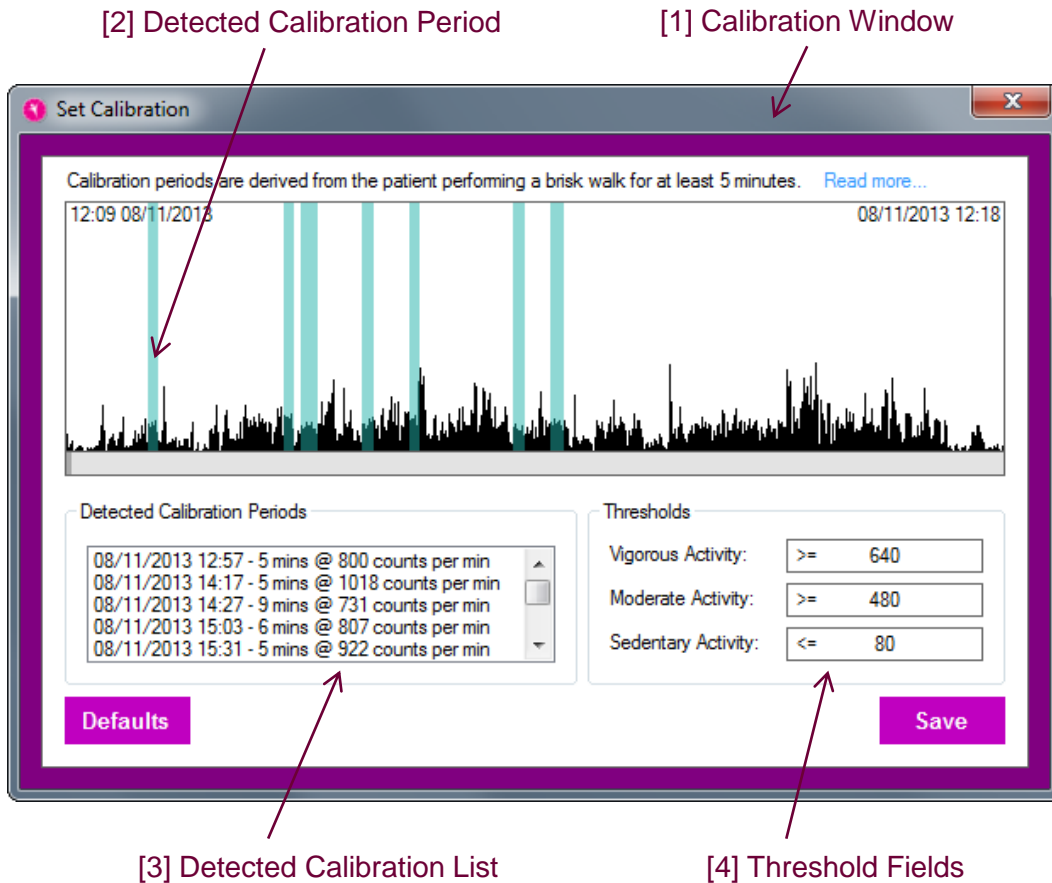 [2] Detected Calibration Period
[1] Calibration Window
Set Calibration
Calibration periods are derived from the patient performing a brisk walk for at least 5 minutes. Read more...
12:09 08/11/2013
08/11/2013 12:18
Detected Calibration Periods
08/11/2013 12:57 - 5 mins @ 800 counts per min
08/11/2013 14:17 - 5 mins @ 1018 counts per min
08/11/2013 14:27 - 9 mins @ 731 counts per min
08/11/2013 15:03 - 6 mins @ 807 counts per min
08/11/2013 15:31 - 5 mins @ 922 counts per min
Thresholds
Vigorous Activity: >= 640
Moderate Activity: >= 480
Sedentary Activity: <= 80
Defaults
Save
[3] Detected Calibration List
[4] Threshold Fields